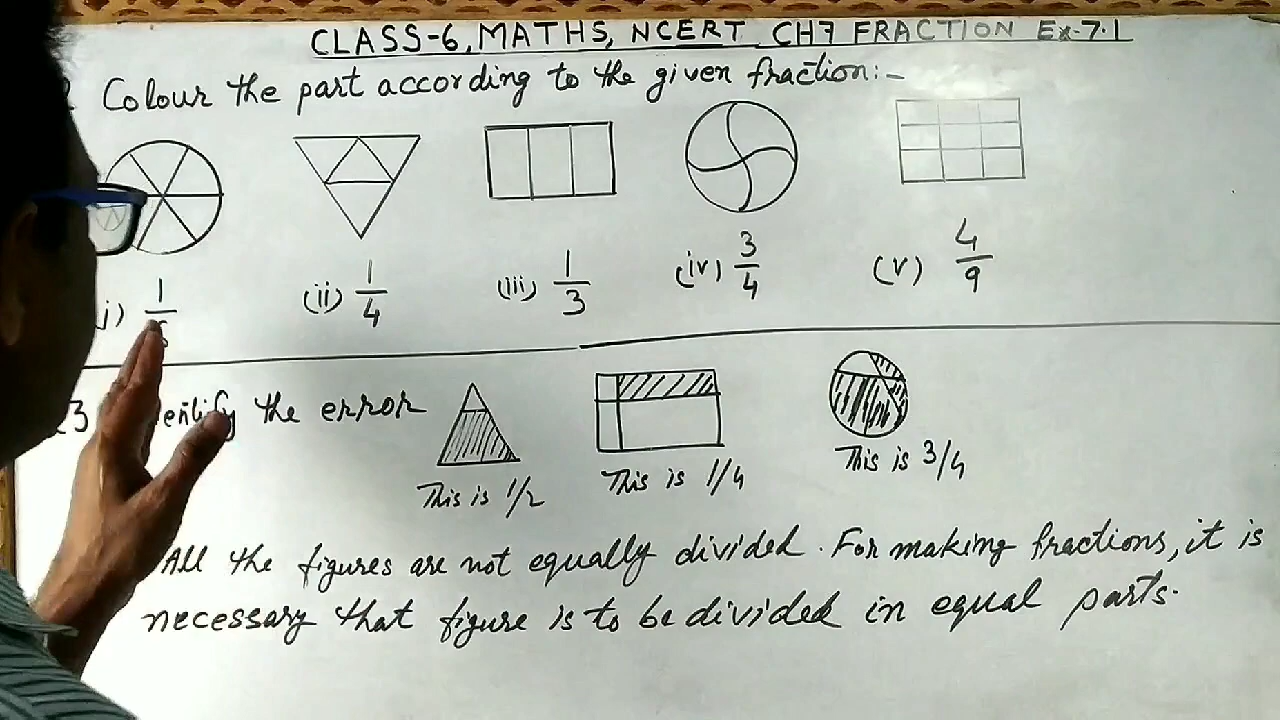 CLASS-6, MATHS, NCERT CH7 FRACTION Ex-7.1
Colour the part according to the given fraction:-
(ii) 1/4 (iii) 1/3 (iv) 3/4 (v) 4/9
3 the error
This is 1/2 This is 1/4 This is 3/4
All the figures are not equally divided. For making fractions, it is
necessary that figure is to be divided in equal parts.